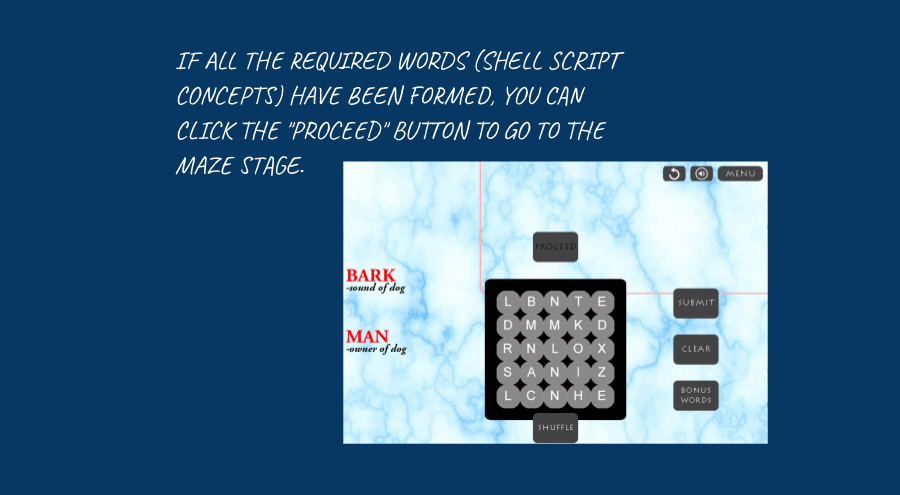 IF ALL THE REQUIRED WORDS (SHELL SCRIPT
CONCEPTS) HAVE BEEN FORMED, YOU CAN
CLICK THE "PROCEED" BUTTON TO GO TO THE
MAZE STAGE.
MENU
PROCEED
BARK
-sound of dog
MAN
-owner of dog
L B N T E
D M M K D
R N L O X
S A N I Z
L C N H E
SUBMIT
CLEAR
BONUS
WORDS
SHUFFLE